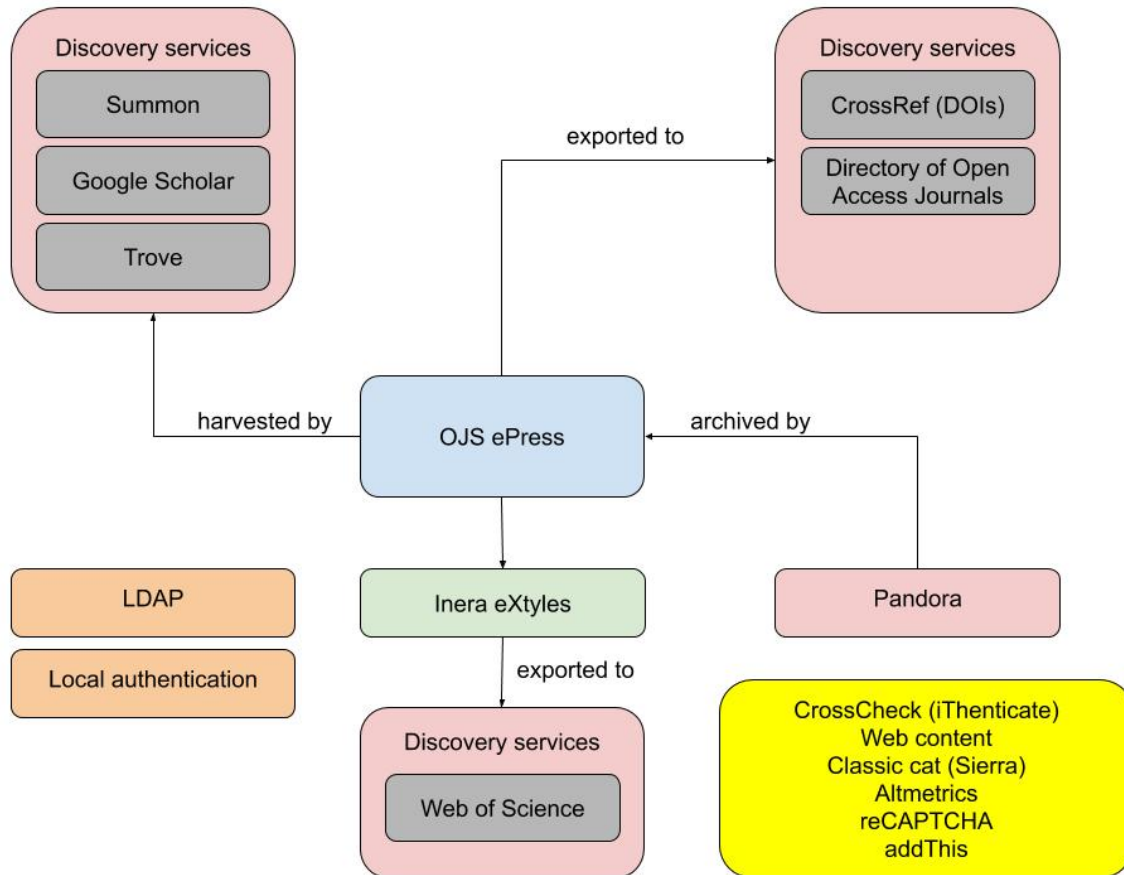 Discovery services
Summon
Google Scholar
Trove
exported to
Discovery services
CrossRef (DOIs)
Directory of Open
Access Journals
harvested by
OJS ePress
archived by
LDAP
Local authentication
Inera eXtyles
exported to
Discovery services
Web of Science
Pandora
CrossCheck (iThenticate)
Web content
Classic cat (Sierra)
Altmetrics
reCAPTCHA
addThis